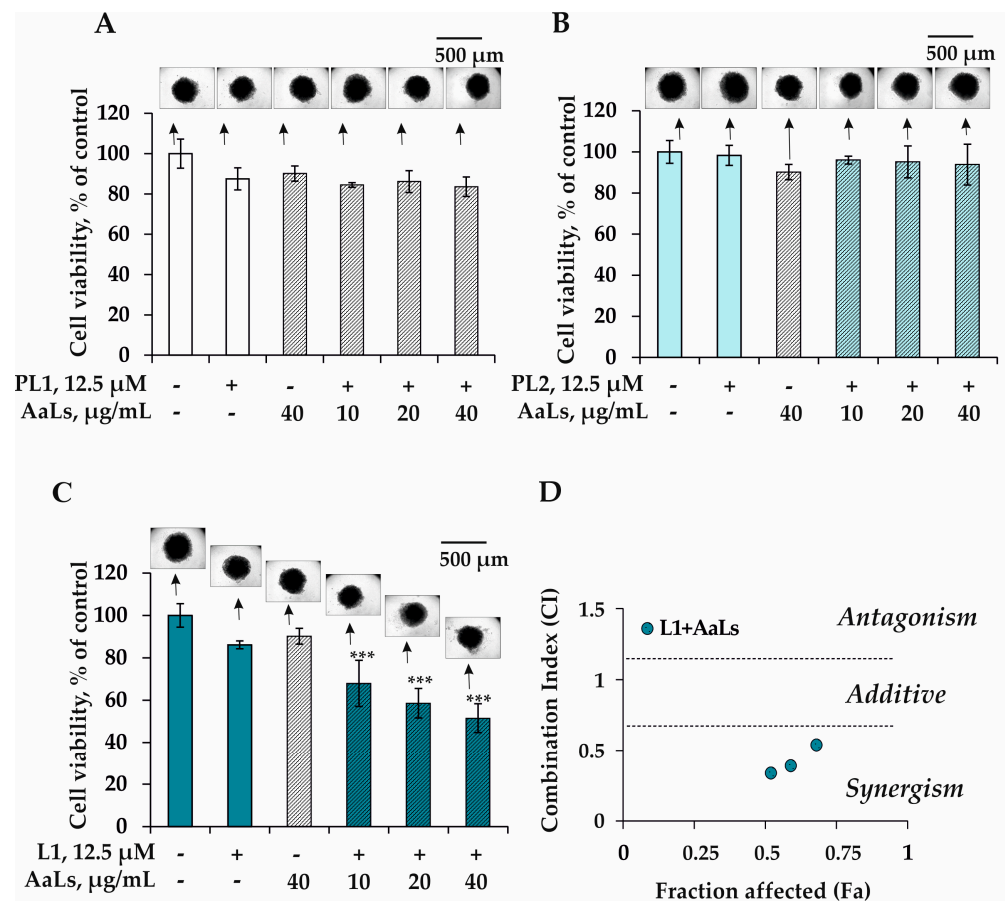 A
500 µm
Cell viability, % of control
120
100
80
60
40
20
0
PL1, 12.5 µM - + - + + +
AaLs, µg/mL - - 40 10 20 40
B
500 µm
Cell viability, % of control
120
100
80
60
40
20
0
PL2, 12.5 µM - + - + + +
AaLs, µg/mL - - 40 10 20 40
C
500 µm
Cell viability, % of control
120
100
80
60
40
20
0
***
***
***
L1, 12.5 µM - + - + + +
AaLs, µg/mL - - 40 10 20 40
D
Combination Index (CI)
1.5
1
0.5
0
L1+AaLs
Antagonism
Additive
Synergism
0 0.25 0.5 0.75 1
Fraction affected (Fa)